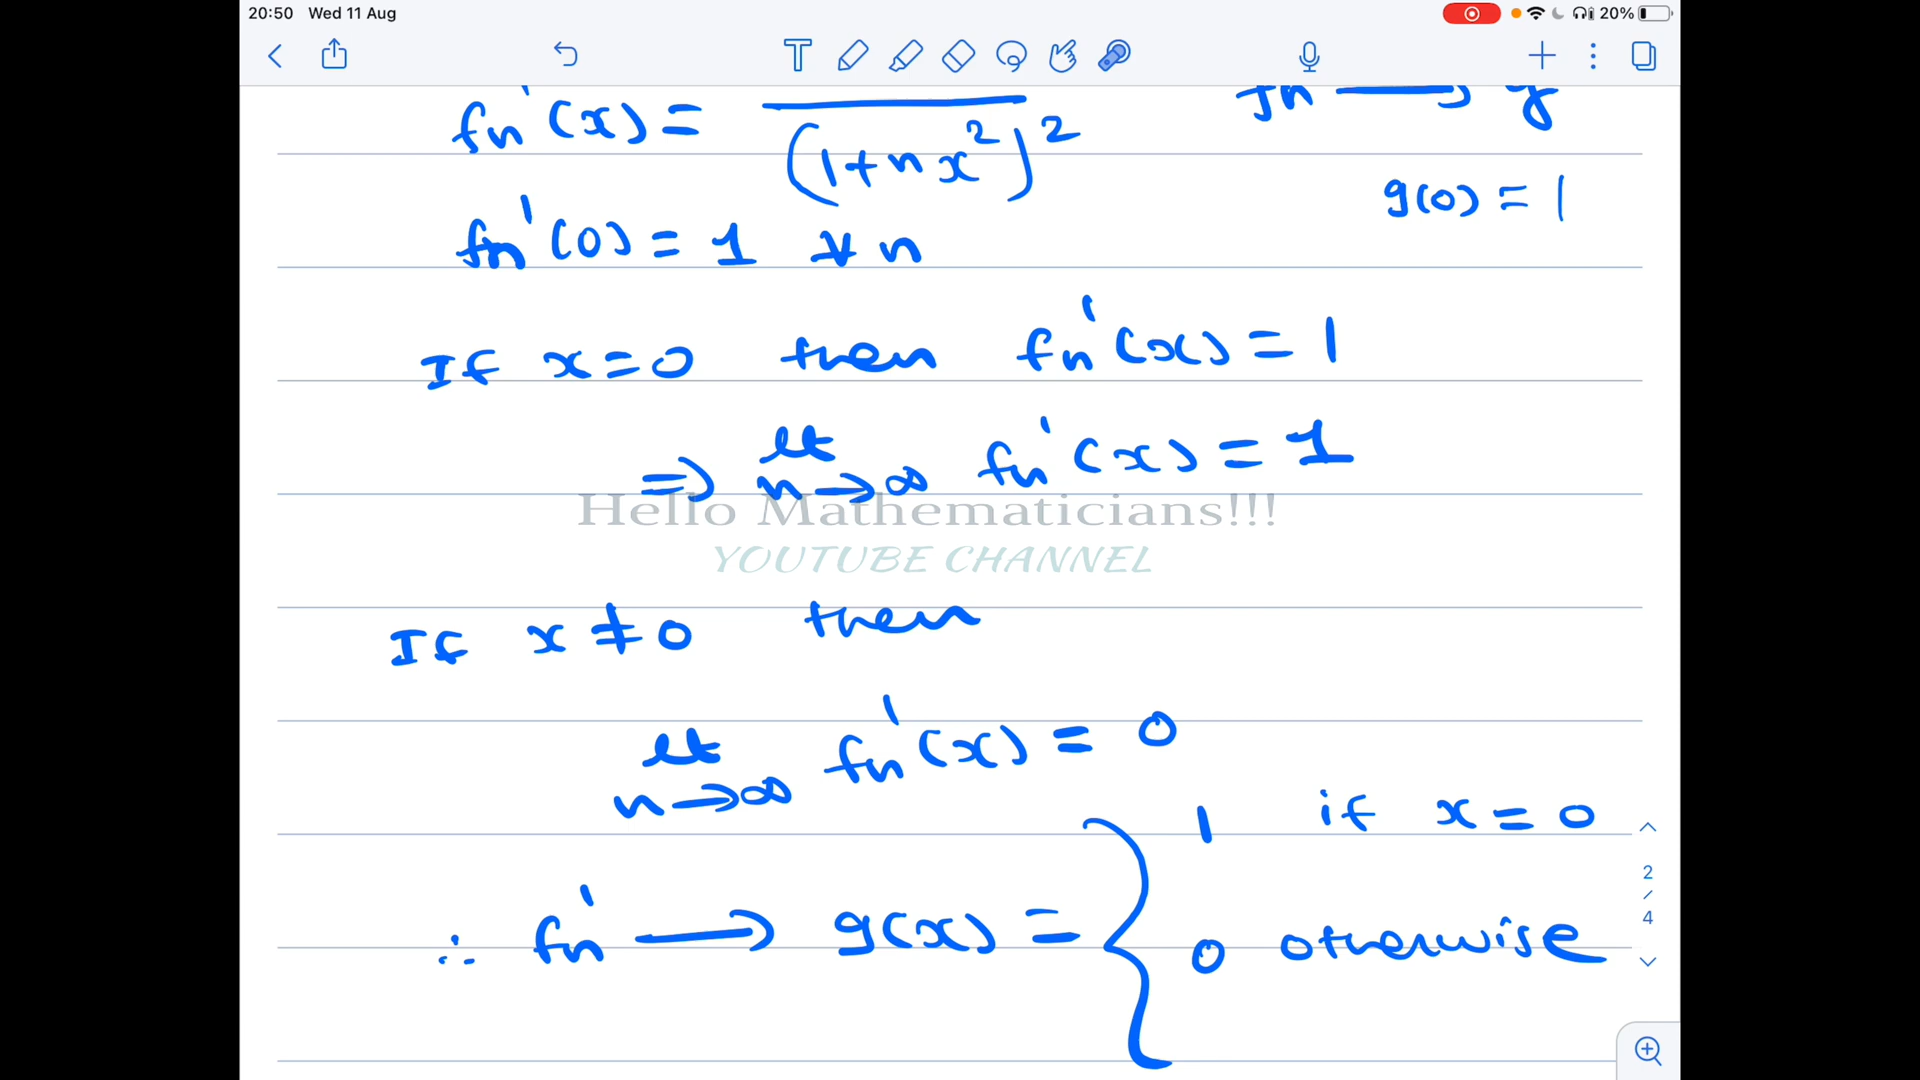 20:50 Wed 11 Aug 20%
fn'(x) = ―――
(1+nx²)²
g(0) = 1
fn'(0) = 1 ∀ n
If x=0 then fn'(x) = 1
⇒ lt n→∞ fn'(x) = 1
Hello Mathematicians!!!
YOUTUBE CHANNEL
If x ≠ 0 then
lt n→∞ fn'(x) = 0
∴ fn' ⟶ g(x) = { 1 if x = 0
0 otherwise
2
/
4